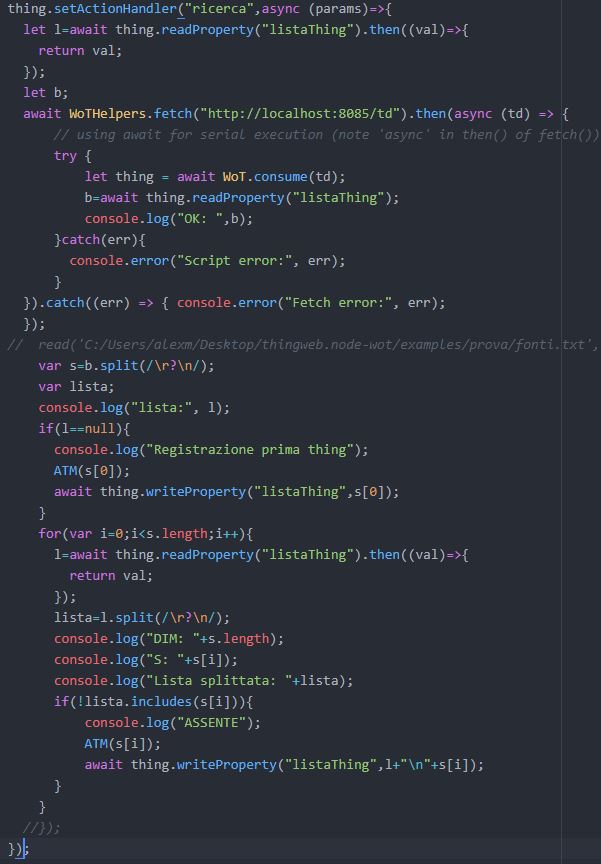 thing.setActionHandler("ricerca",async (params)=>{
  let l=await thing.readProperty("listaThing").then((val)=>{
    return val;
  });
  let b;
  await WoTHelpers.fetch("http://localhost:8085/td").then(async (td) => {
      // using await for serial execution (note 'async' in then() of fetch())
      try {
          let thing = await WoT.consume(td);
          b=await thing.readProperty("listaThing");
          console.log("OK: ",b);
      }catch(err){
        console.error("Script error:", err);
      }
  }).catch((err) => { console.error("Fetch error:", err);
  });
//  read('C:/Users/alexm/Desktop/thingweb.node-wot/examples/prova/fonti.txt',
    var s=b.split(/\r?\n/);
    var lista;
    console.log("lista:", l);
    if(l==null){
      console.log("Registrazione prima thing");
      ATM(s[0]);
      await thing.writeProperty("listaThing",s[0]);
    }
    for(var i=0;i<s.length;i++){
      l=await thing.readProperty("listaThing").then((val)=>{
        return val;
      });
      lista=l.split(/\r?\n/);
      console.log("DIM: "+s.length);
      console.log("S: "+s[i]);
      console.log("Lista splittata: "+lista);
      if(!lista.includes(s[i])){
          console.log("ASSENTE");
          ATM(s[i]);
          await thing.writeProperty("listaThing",l+"\n"+s[i]);
      }
    }
  //});
});